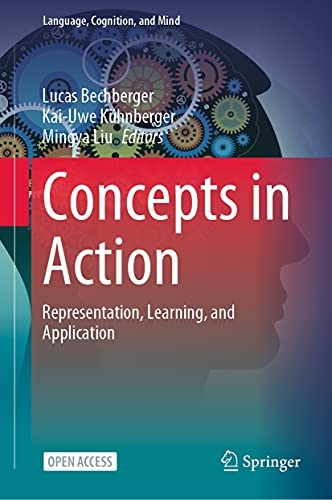 Language, Cognition, and Mind
Lucas Bechberger
Kai-Uwe Kühnberger
Mingya Liu Editors
Concepts in
Action
Representation, Learning, and
Application
OPEN ACCESS
Springer